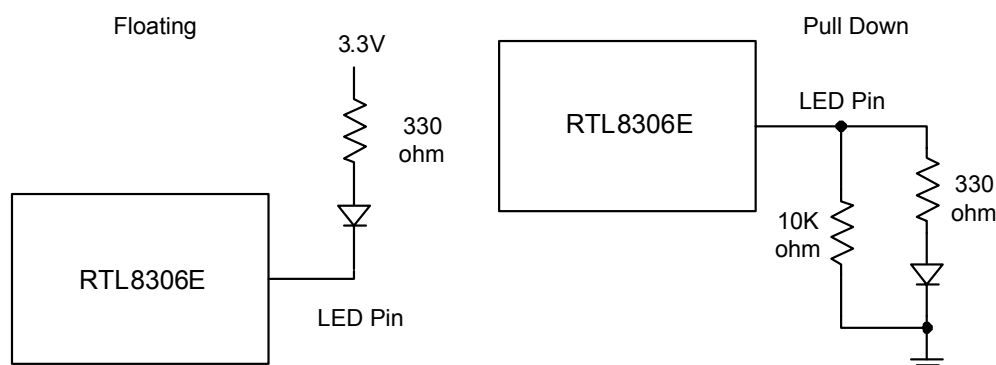 Floating
3.3V
330
ohm
RTL8306E
LED Pin
Pull Down
LED Pin
RTL8306E
10K
ohm
330
ohm